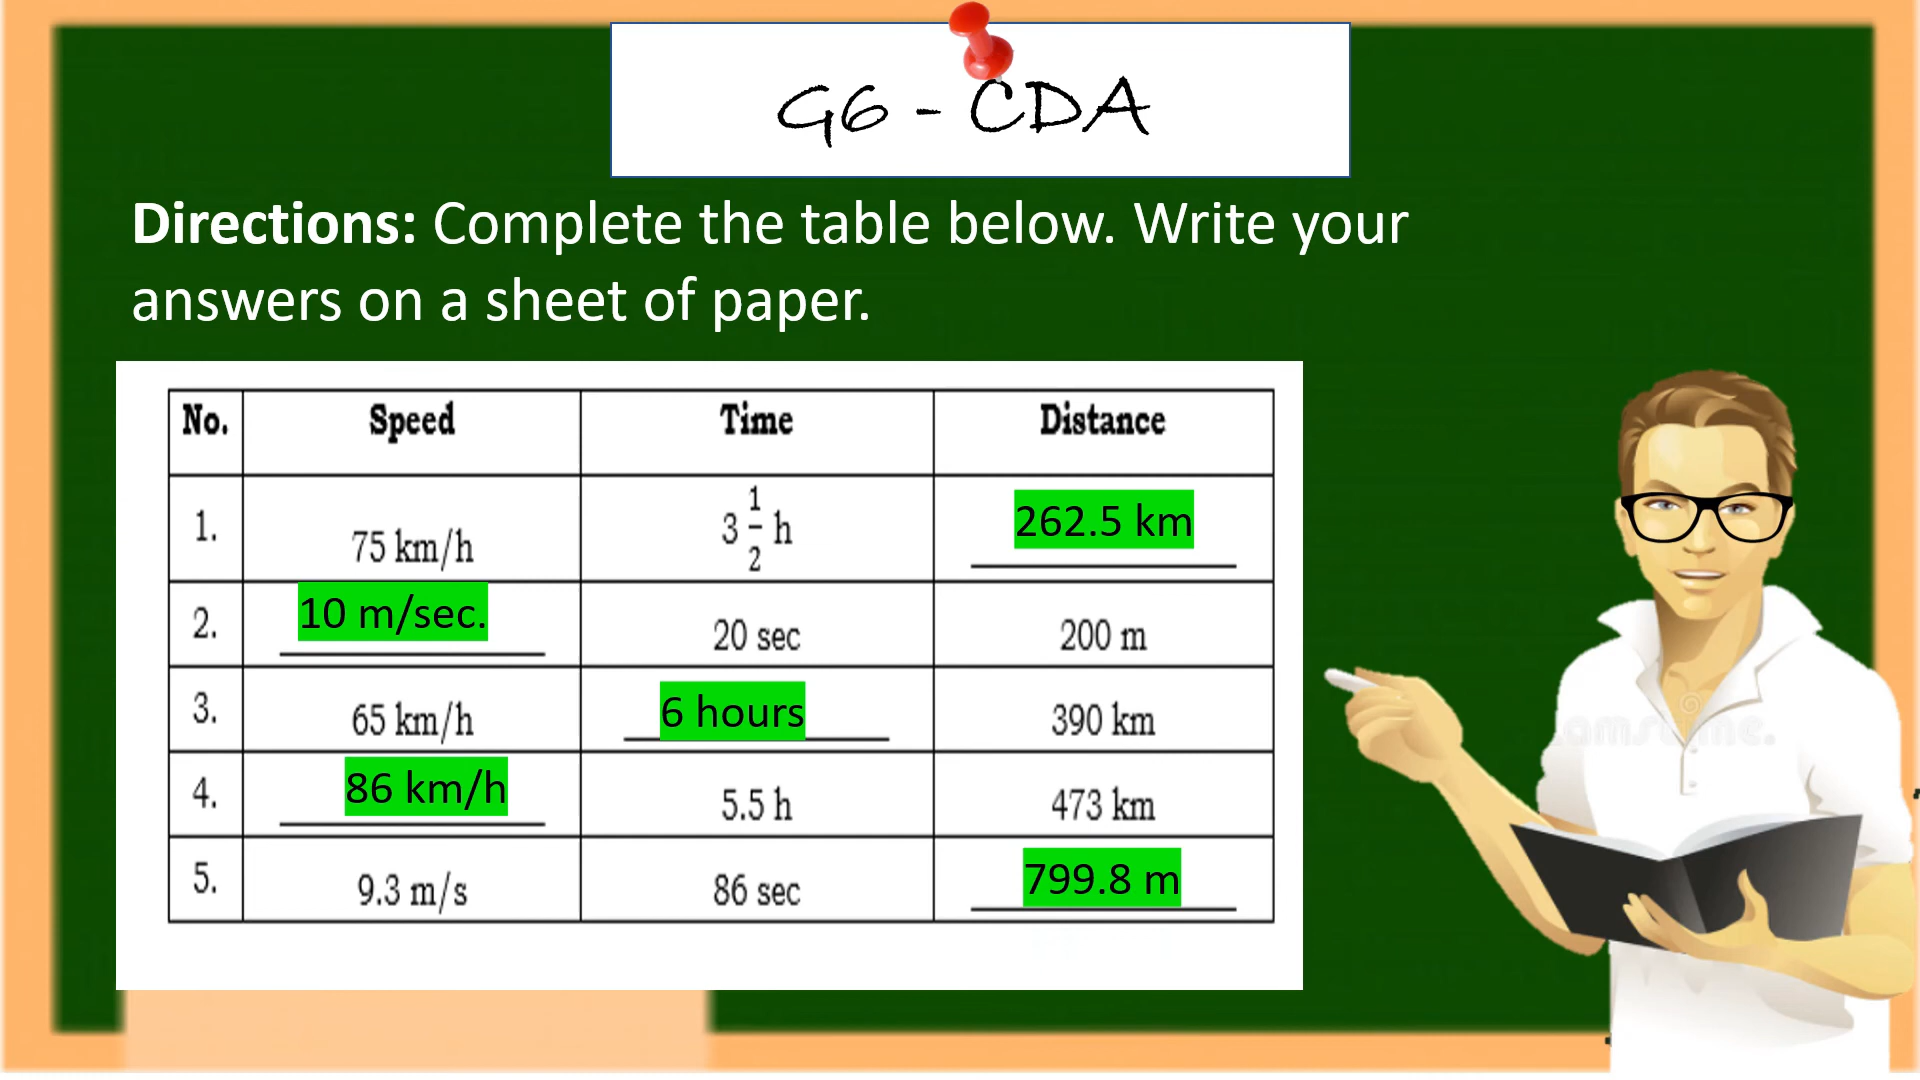 G6 - CDA
Directions: Complete the table below. Write your
answers on a sheet of paper.
No. Speed Time Distance
1. 75 km/h 3 1/2 h 262.5 km
2. 10 m/sec. 20 sec 200 m
3. 65 km/h 6 hours 390 km
4. 86 km/h 5.5 h 473 km
5. 9.3 m/s 86 sec 799.8 m